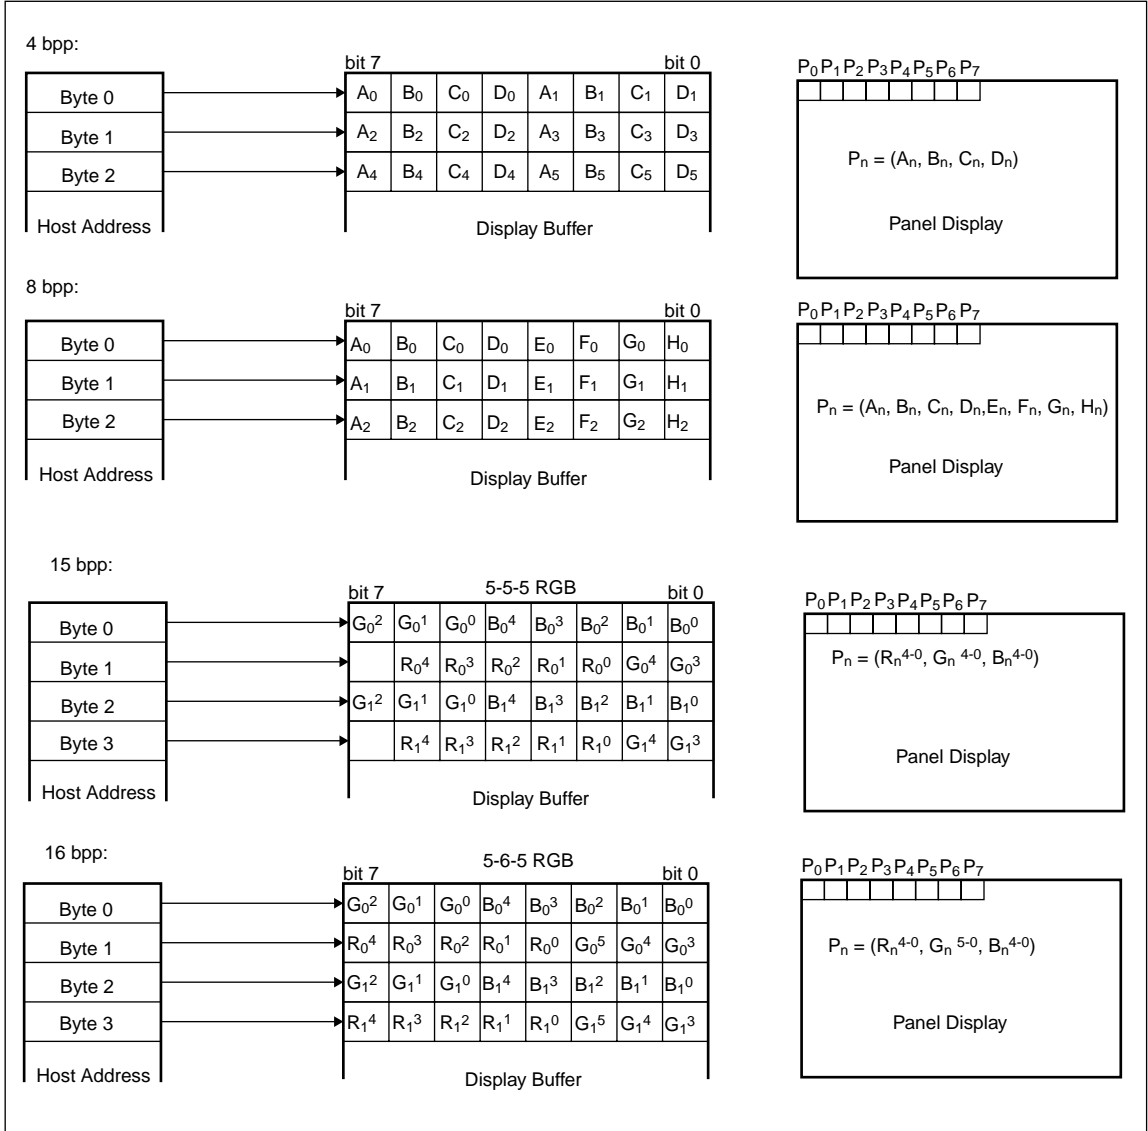 4 bpp:
bit 7 bit 0
P₀ P₁ P₂ P₃ P₄ P₅ P₆ P₇
Byte 0 A₀ B₀ C₀ D₀ A₁ B₁ C₁ D₁
Byte 1 A₂ B₂ C₂ D₂ A₃ B₃ C₃ D₃
Byte 2 A₄ B₄ C₄ D₄ A₅ B₅ C₅ D₅
Pₙ = (Aₙ, Bₙ, Cₙ, Dₙ)
Host Address Display Buffer Panel Display
8 bpp:
bit 7 bit 0
P₀ P₁ P₂ P₃ P₄ P₅ P₆ P₇
Byte 0 A₀ B₀ C₀ D₀ E₀ F₀ G₀ H₀
Byte 1 A₁ B₁ C₁ D₁ E₁ F₁ G₁ H₁
Byte 2 A₂ B₂ C₂ D₂ E₂ F₂ G₂ H₂
Pₙ = (Aₙ, Bₙ, Cₙ, Dₙ,Eₙ, Fₙ, Gₙ, Hₙ)
Host Address Display Buffer Panel Display
15 bpp:
bit 7 5-5-5 RGB bit 0
P₀ P₁ P₂ P₃ P₄ P₅ P₆ P₇
Byte 0 G₀² G₀¹ G₀⁰ B₀⁴ B₀³ B₀² B₀¹ B₀⁰
Byte 1 R₀⁴ R₀³ R₀² R₀¹ R₀⁰ G₀⁴ G₀³
Byte 2 G₁² G₁¹ G₁⁰ B₁⁴ B₁³ B₁² B₁¹ B₁⁰
Byte 3 R₁⁴ R₁³ R₁² R₁¹ R₁⁰ G₁⁴ G₁³
Pₙ = (Rₙ⁴⁻⁰, Gₙ ⁴⁻⁰, Bₙ⁴⁻⁰)
Host Address Display Buffer Panel Display
16 bpp:
bit 7 5-6-5 RGB bit 0
P₀ P₁ P₂ P₃ P₄ P₅ P₆ P₇
Byte 0 G₀² G₀¹ G₀⁰ B₀⁴ B₀³ B₀² B₀¹ B₀⁰
Byte 1 R₀⁴ R₀³ R₀² R₀¹ R₀⁰ G₀⁵ G₀⁴ G₀³
Byte 2 G₁² G₁¹ G₁⁰ B₁⁴ B₁³ B₁² B₁¹ B₁⁰
Byte 3 R₁⁴ R₁³ R₁² R₁¹ R₁⁰ G₁⁵ G₁⁴ G₁³
Pₙ = (Rₙ⁴⁻⁰, Gₙ ⁵⁻⁰, Bₙ⁴⁻⁰)
Host Address Display Buffer Panel Display